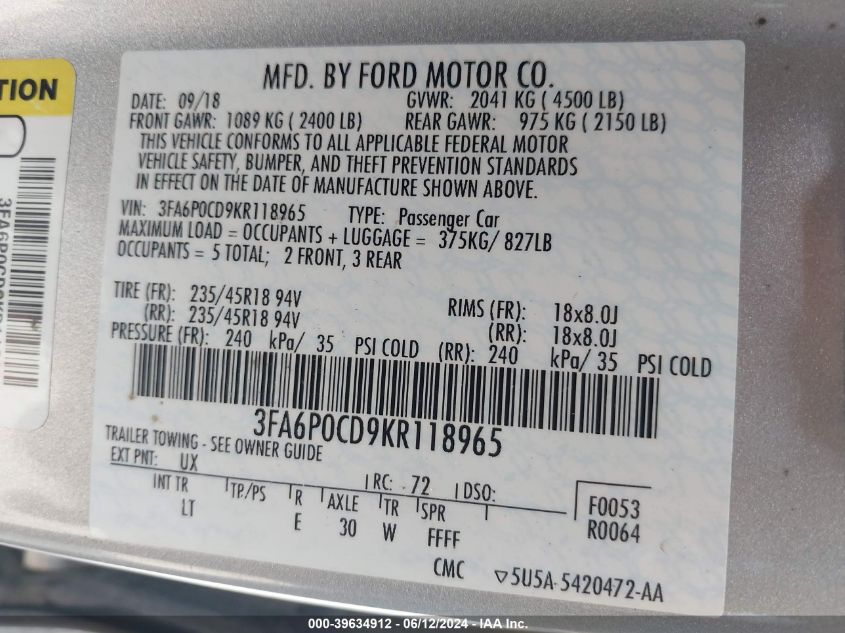 TION
3FA6P0CD9KR118965
MFD. BY FORD MOTOR CO.
DATE: 09/18 GVWR: 2041 KG ( 4500 LB)
FRONT GAWR: 1089 KG ( 2400 LB) REAR GAWR: 975 KG ( 2150 LB)
THIS VEHICLE CONFORMS TO ALL APPLICABLE FEDERAL MOTOR
VEHICLE SAFETY, BUMPER, AND THEFT PREVENTION STANDARDS
IN EFFECT ON THE DATE OF MANUFACTURE SHOWN ABOVE.
VIN: 3FA6P0CD9KR118965 TYPE: Passenger Car
MAXIMUM LOAD = OCCUPANTS + LUGGAGE = 375KG/ 827LB
OCCUPANTS = 5 TOTAL; 2 FRONT, 3 REAR
TIRE (FR): 235/45R18 94V RIMS (FR): 18x8.0J
(RR): 235/45R18 94V (RR): 18x8.0J
PRESSURE (FR): 240 kPa/ 35 PSI COLD (RR): 240 kPa/ 35 PSI COLD
3FA6P0CD9KR118965
TRAILER TOWING - SEE OWNER GUIDE
EXT PNT: UX RC: 72 DSO:
INT TR TP/PS R AXLE TR SPR
LT E 30 W FFFF
F0053
R0064
CMC ▽5U5A-5420472-AA
000-39634912 - 06/12/2024 - IAA Inc.